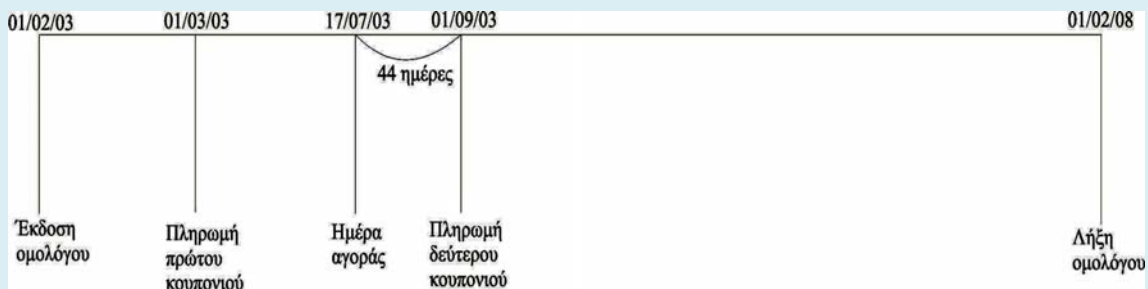 01/02/03 01/03/03 17/07/03 01/09/03 01/02/08
44 ημέρες
Έκδοση
ομολόγου
Πληρωμή
πρώτου
κουπονιού
Ημέρα
αγοράς
Πληρωμή
δεύτερου
κουπονιού
Λήξη
ομολόγου